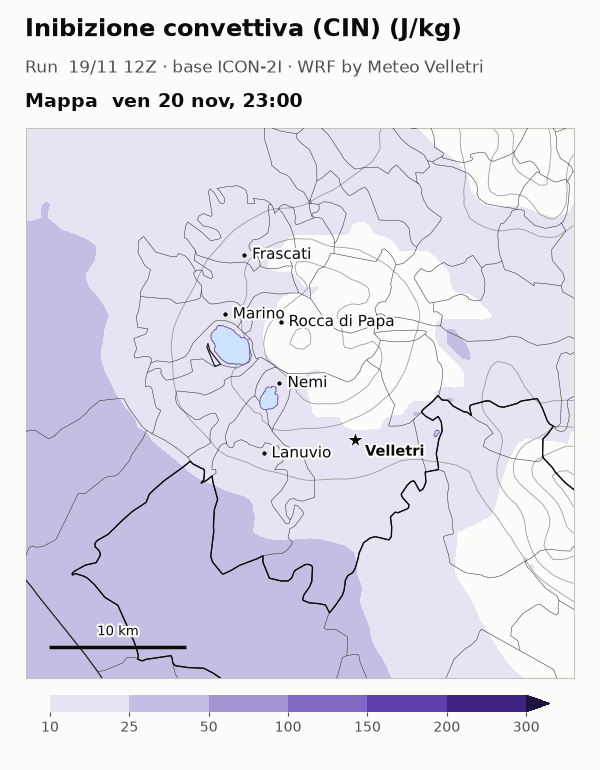 Inibizione convettiva (CIN) (J/kg)
Run  19/11 12Z · base ICON-2I · WRF by Meteo Velletri
Mappa  ven 20 nov, 23:00
Frascati
Marino
Rocca di Papa
Nemi
Velletri
Lanuvio
10 km
10 25 50 100 150 200 300